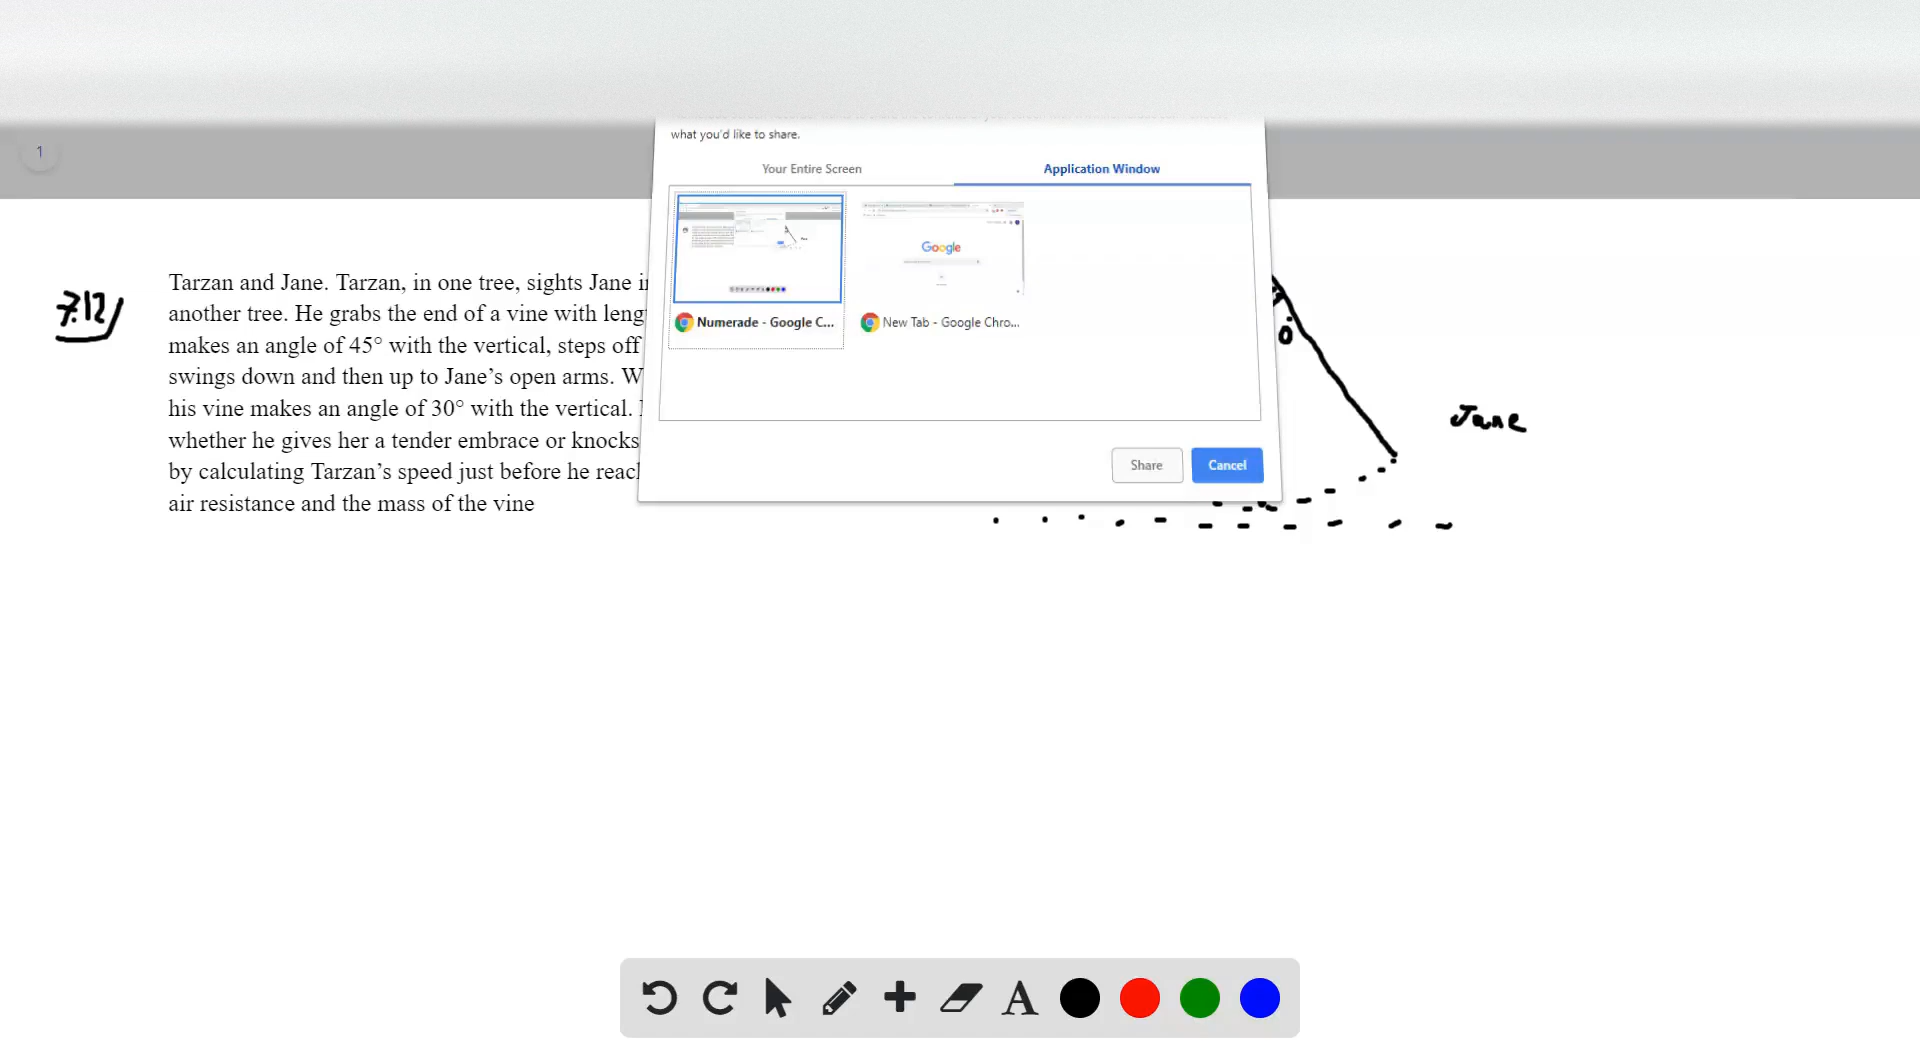 1
what you'd like to share.
Your Entire Screen
Application Window
Google
Numerade - Google C...
New Tab - Google Chro...
Share
Cancel
7.12
Tarzan and Jane. Tarzan, in one tree, sights Jane
another tree. He grabs the end of a vine with
makes an angle of 45° with the vertical, steps off
swings down and then up to Jane's open arms.
his vine makes an angle of 30° with the vertical.
whether he gives her a tender embrace or knocks
by calculating Tarzan's speed just before he
air resistance and the mass of the vine
Jane
A